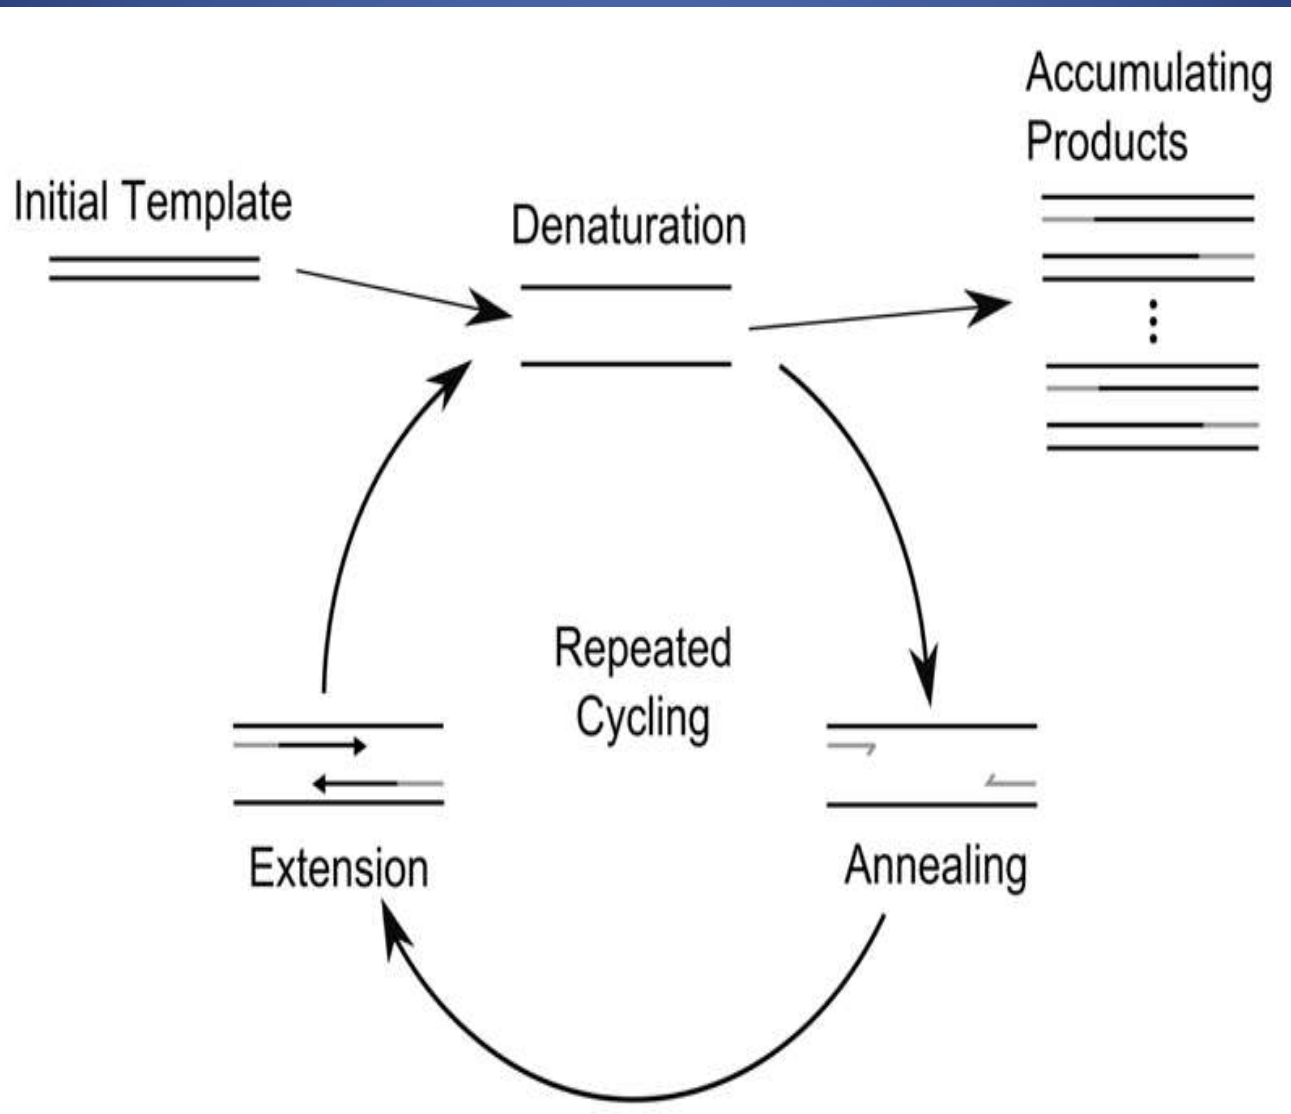 Accumulating
Products
Initial Template
Denaturation
Repeated
Cycling
Extension
Annealing